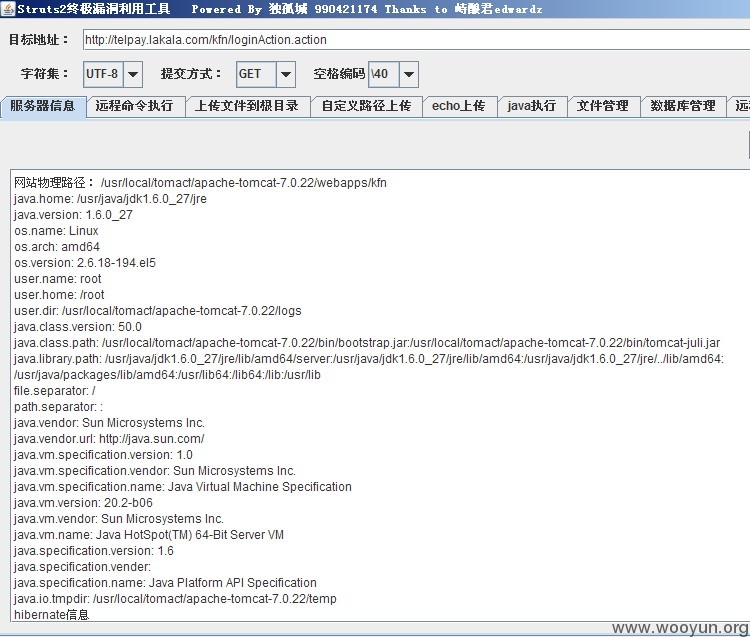 Struts2终极漏洞利用工具 Powered By 独孤城 990421174 Thanks to 峙酿君edwardz
目标地址： http://telpay.lakala.com/kfn/loginAction.action
字符集： UTF-8 提交方式： GET 空格编码 \40
服务器信息 远程命令执行 上传文件到根目录 自定义路径上传 echo上传 java执行 文件管理 数据库管理 远
网站物理路径： /usr/local/tomact/apache-tomcat-7.0.22/webapps/kfn
java.home: /usr/java/jdk1.6.0_27/jre
java.version: 1.6.0_27
os.name: Linux
os.arch: amd64
os.version: 2.6.18-194.el5
user.name: root
user.home: /root
user.dir: /usr/local/tomact/apache-tomcat-7.0.22/logs
java.class.version: 50.0
java.class.path: /usr/local/tomact/apache-tomcat-7.0.22/bin/bootstrap.jar:/usr/local/tomact/apache-tomcat-7.0.22/bin/tomcat-juli.jar
java.library.path: /usr/java/jdk1.6.0_27/jre/lib/amd64/server:/usr/java/jdk1.6.0_27/jre/lib/amd64:/usr/java/jdk1.6.0_27/jre/../lib/amd64:
/usr/java/packages/lib/amd64:/usr/lib64:/lib64:/lib:/usr/lib
file.separator: /
path.separator: :
java.vendor: Sun Microsystems Inc.
java.vendor.url: http://java.sun.com/
java.vm.specification.version: 1.0
java.vm.specification.vendor: Sun Microsystems Inc.
java.vm.specification.name: Java Virtual Machine Specification
java.vm.version: 20.2-b06
java.vm.vendor: Sun Microsystems Inc.
java.vm.name: Java HotSpot(TM) 64-Bit Server VM
java.specification.version: 1.6
java.specification.vender:
java.specification.name: Java Platform API Specification
java.io.tmpdir: /usr/local/tomact/apache-tomcat-7.0.22/temp
hibernate信息
www.wooyun.org